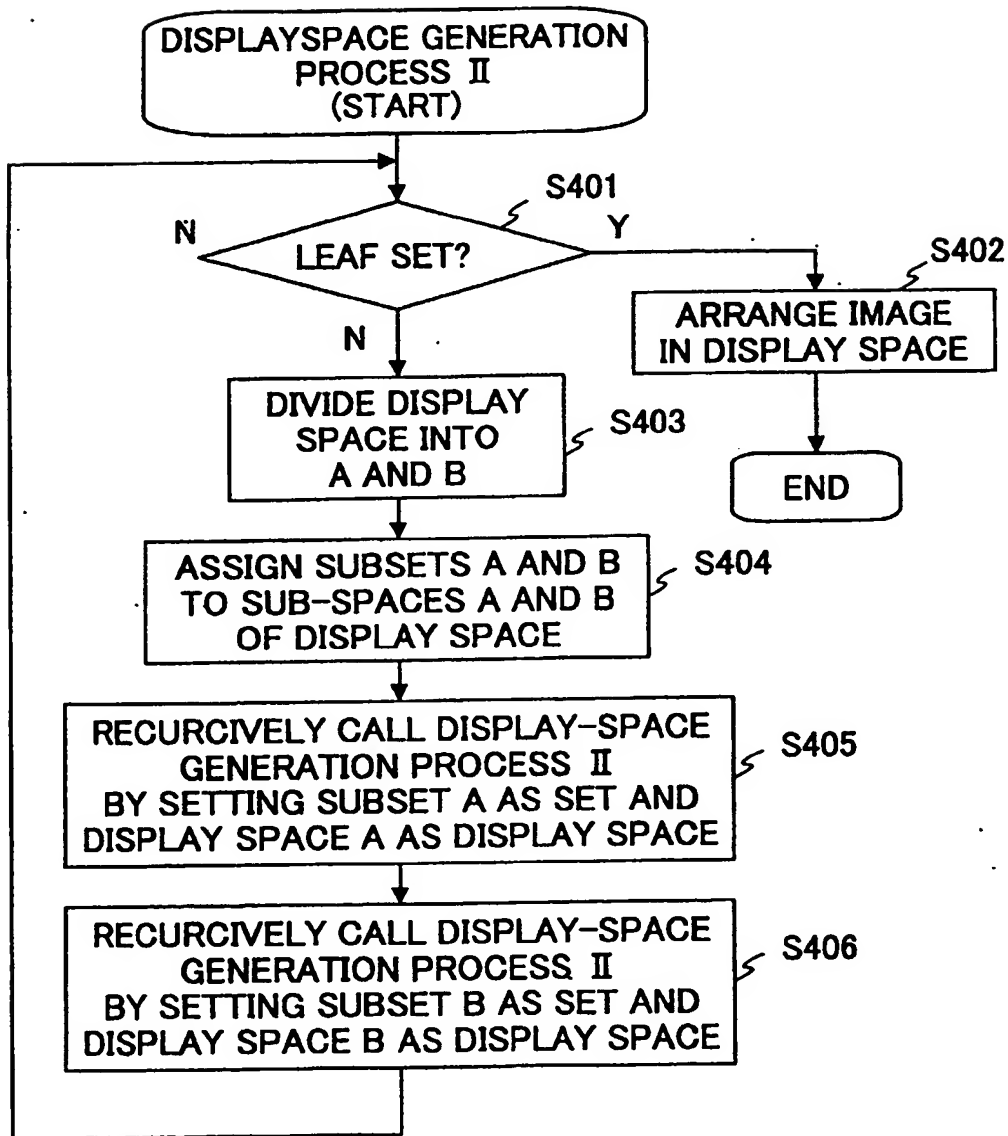 DISPLAYSPACE GENERATION
PROCESS II
(START)
S401
N
Y
LEAF SET?
S402
ARRANGE IMAGE
IN DISPLAY SPACE
N
DIVIDE DISPLAY
SPACE INTO
A AND B
S403
END
ASSIGN SUBSETS A AND B
TO SUB-SPACES A AND B
OF DISPLAY SPACE
S404
RECURCIVELY CALL DISPLAY-SPACE
GENERATION PROCESS II
BY SETTING SUBSET A AS SET AND
DISPLAY SPACE A AS DISPLAY SPACE
S405
RECURCIVELY CALL DISPLAY-SPACE
GENERATION PROCESS II
BY SETTING SUBSET B AS SET AND
DISPLAY SPACE B AS DISPLAY SPACE
S406